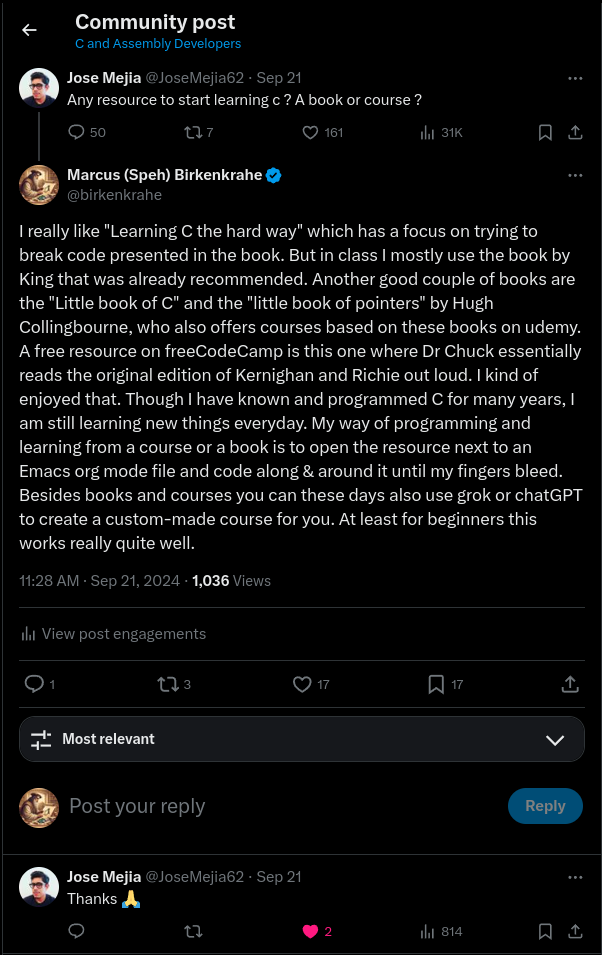 Community post
C and Assembly Developers
Jose Mejia @JoseMejia62 · Sep 21
Any resource to start learning c ? A book or course ?
50 7 161 31K
Marcus (Speh) Birkenkrahe
@birkenkrahe
I really like "Learning C the hard way" which has a focus on trying to
break code presented in the book. But in class I mostly use the book by
King that was already recommended. Another good couple of books are
the "Little book of C" and the "little book of pointers" by Hugh
Collingbourne, who also offers courses based on these books on udemy.
A free resource on freeCodeCamp is this one where Dr Chuck essentially
reads the original edition of Kernighan and Richie out loud. I kind of
enjoyed that. Though I have known and programmed C for many years, I
am still learning new things everyday. My way of programming and
learning from a course or a book is to open the resource next to an
Emacs org mode file and code along & around it until my fingers bleed.
Besides books and courses you can these days also use grok or chatGPT
to create a custom-made course for you. At least for beginners this
works really quite well.
11:28 AM · Sep 21, 2024 · 1,036 Views
View post engagements
1 3 17 17
Most relevant
Post your reply
Reply
Jose Mejia @JoseMejia62 · Sep 21
Thanks 🙏
2 814